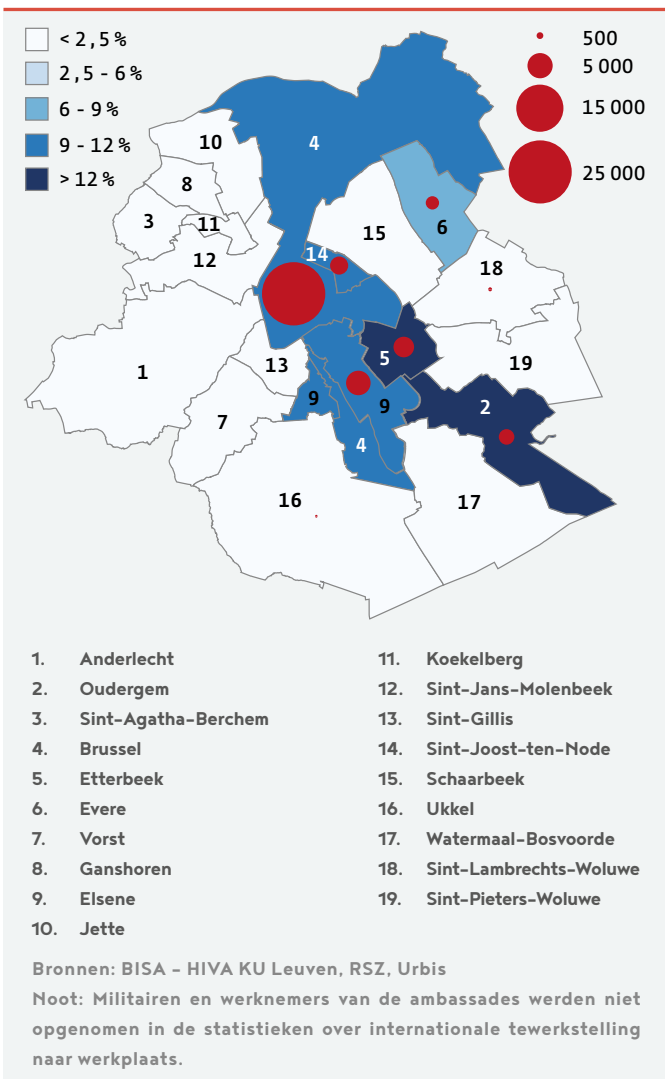 < 2,5 %
2,5 - 6 %
6 - 9 %
9 - 12 %
> 12 %
500
5 000
15 000
25 000
10
4
8
3
11
12
15
6
14
18
1
13
5
19
7
9
9
2
4
16
17
1. Anderlecht
2. Oudergem
3. Sint-Agatha-Berchem
4. Brussel
5. Etterbeek
6. Evere
7. Vorst
8. Ganshoren
9. Elsene
10. Jette
11. Koekelberg
12. Sint-Jans-Molenbeek
13. Sint-Gillis
14. Sint-Joost-ten-Node
15. Schaarbeek
16. Ukkel
17. Watermaal-Bosvoorde
18. Sint-Lambrechts-Woluwe
19. Sint-Pieters-Woluwe
Bronnen: BISA - HIVA KU Leuven, RSZ, Urbis
Noot: Militairen en werknemers van de ambassades werden niet
opgenomen in de statistieken over internationale tewerkstelling
naar werkplaats.